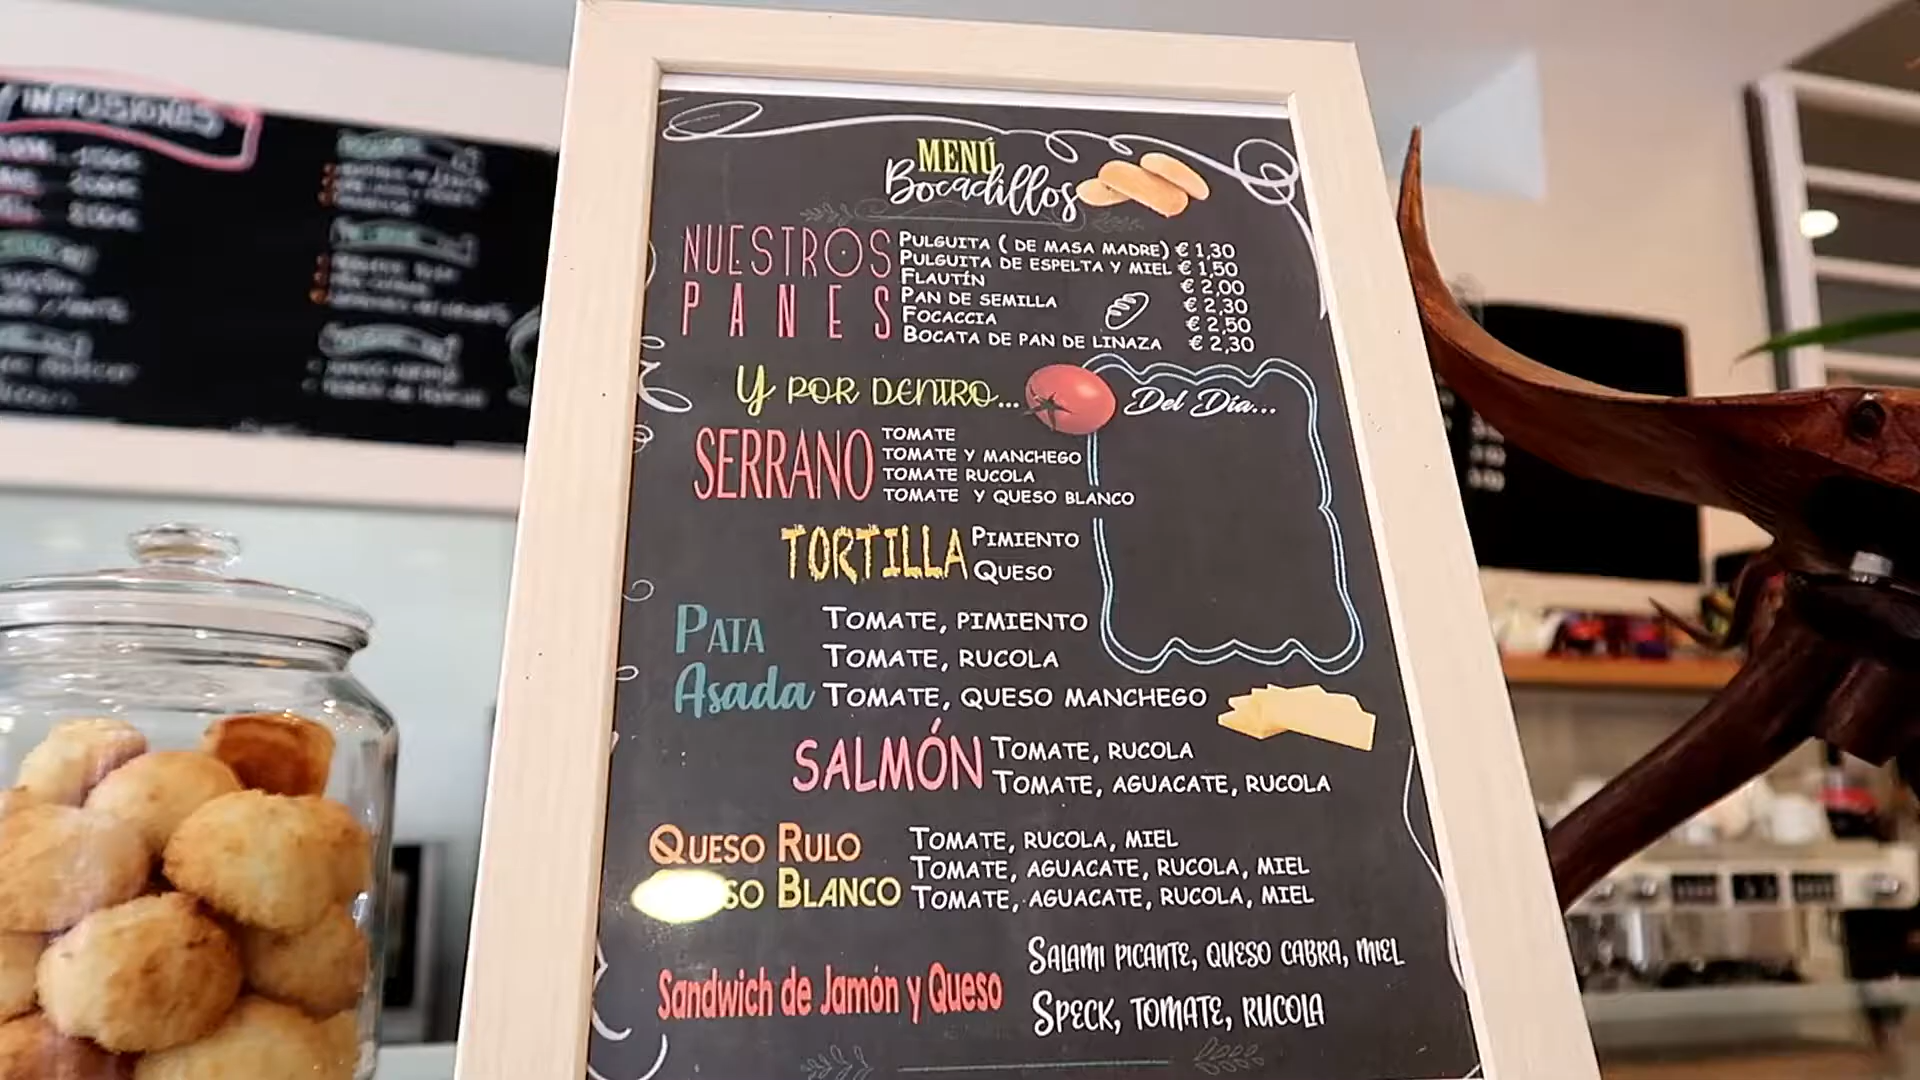 INFUSIONES
MENÚ
Bocadillos
NUESTROS
PANES
PULGUITA ( DE MASA MADRE) € 1,30
PULGUITA DE ESPELTA Y MIEL € 1,50
FLAUTÍN € 2,00
PAN DE SEMILLA € 2,30
FOCACCIA € 2,50
BOCATA DE PAN DE LINAZA € 2,30
Y POR DENTRO...
Del Día...
SERRANO
TOMATE
TOMATE Y MANCHEGO
TOMATE RUCOLA
TOMATE Y QUESO BLANCO
TORTILLA
PIMIENTO
QUESO
PATA
Asada
TOMATE, PIMIENTO
TOMATE, RUCOLA
TOMATE, QUESO MANCHEGO
SALMÓN
TOMATE, RUCOLA
TOMATE, AGUACATE, RUCOLA
QUESO RULO
TOMATE, RUCOLA, MIEL
TOMATE, AGUACATE, RUCOLA, MIEL
BLANCO
TOMATE, AGUACATE, RUCOLA, MIEL
Sandwich de Jamón y Queso
SALAMI PICANTE, QUESO CABRA, MIEL
SPECK, TOMATE, RUCOLA